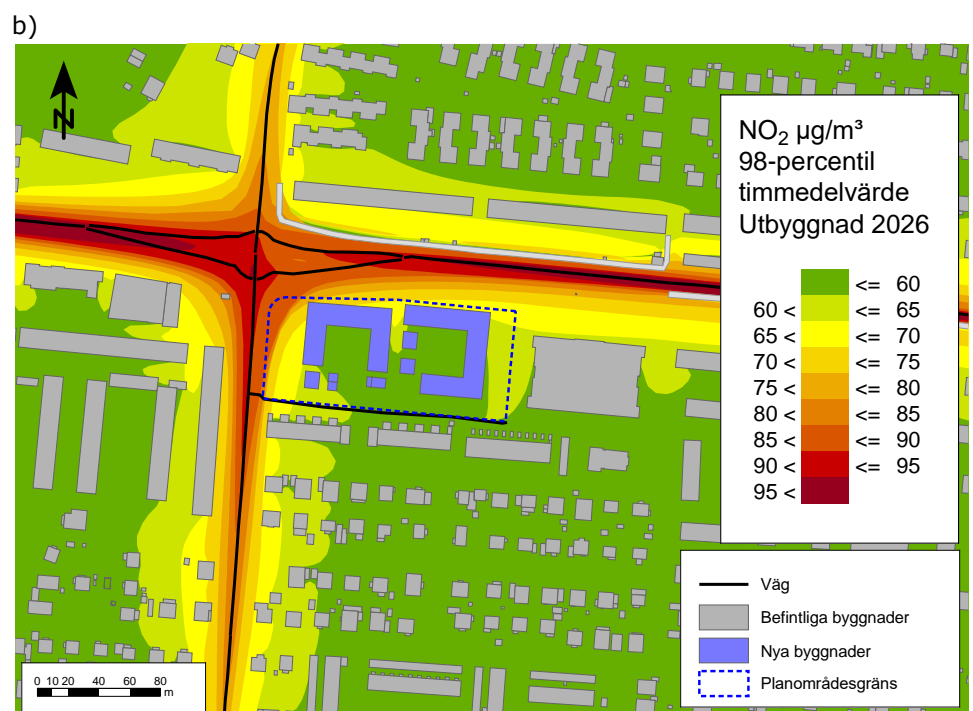 b)
N
NO₂ µg/m³
98-percentil
timmedelvärde
Utbyggnad 2026
<= 60
60 < <= 65
65 < <= 70
70 < <= 75
75 < <= 80
80 < <= 85
85 < <= 90
90 < <= 95
95 <
Väg
Befintliga byggnader
Nya byggnader
Planområdesgräns
0 10 20 40 60 80
m